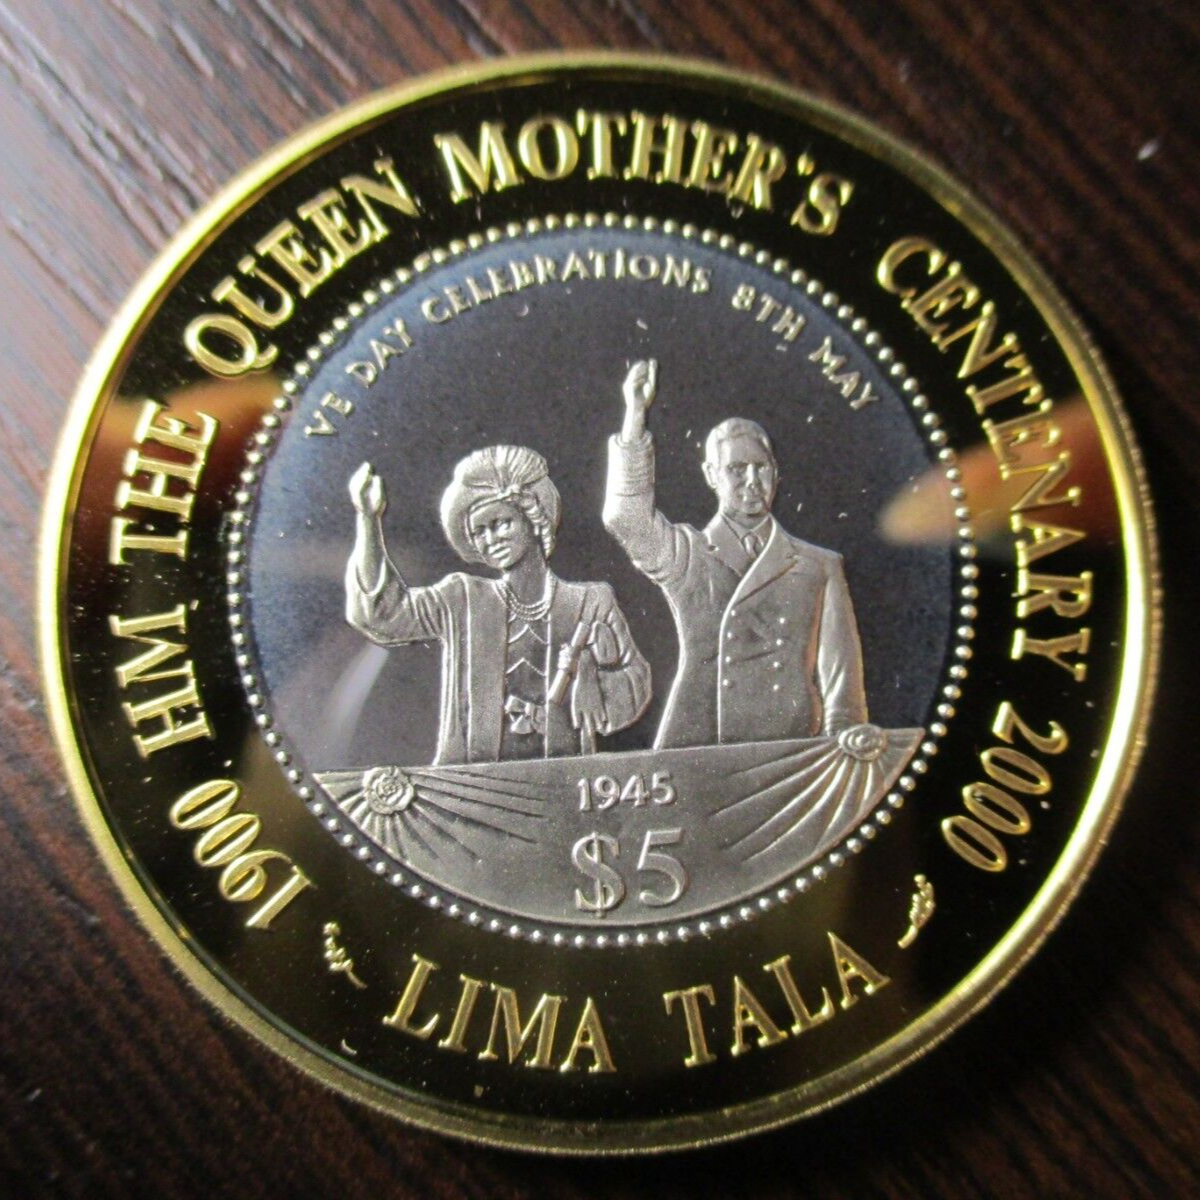 1900 HM THE QUEEN MOTHER'S CENTENARY 2000
VE DAY CELEBRATIONS 8TH MAY
1945
$5
LIMA TALA